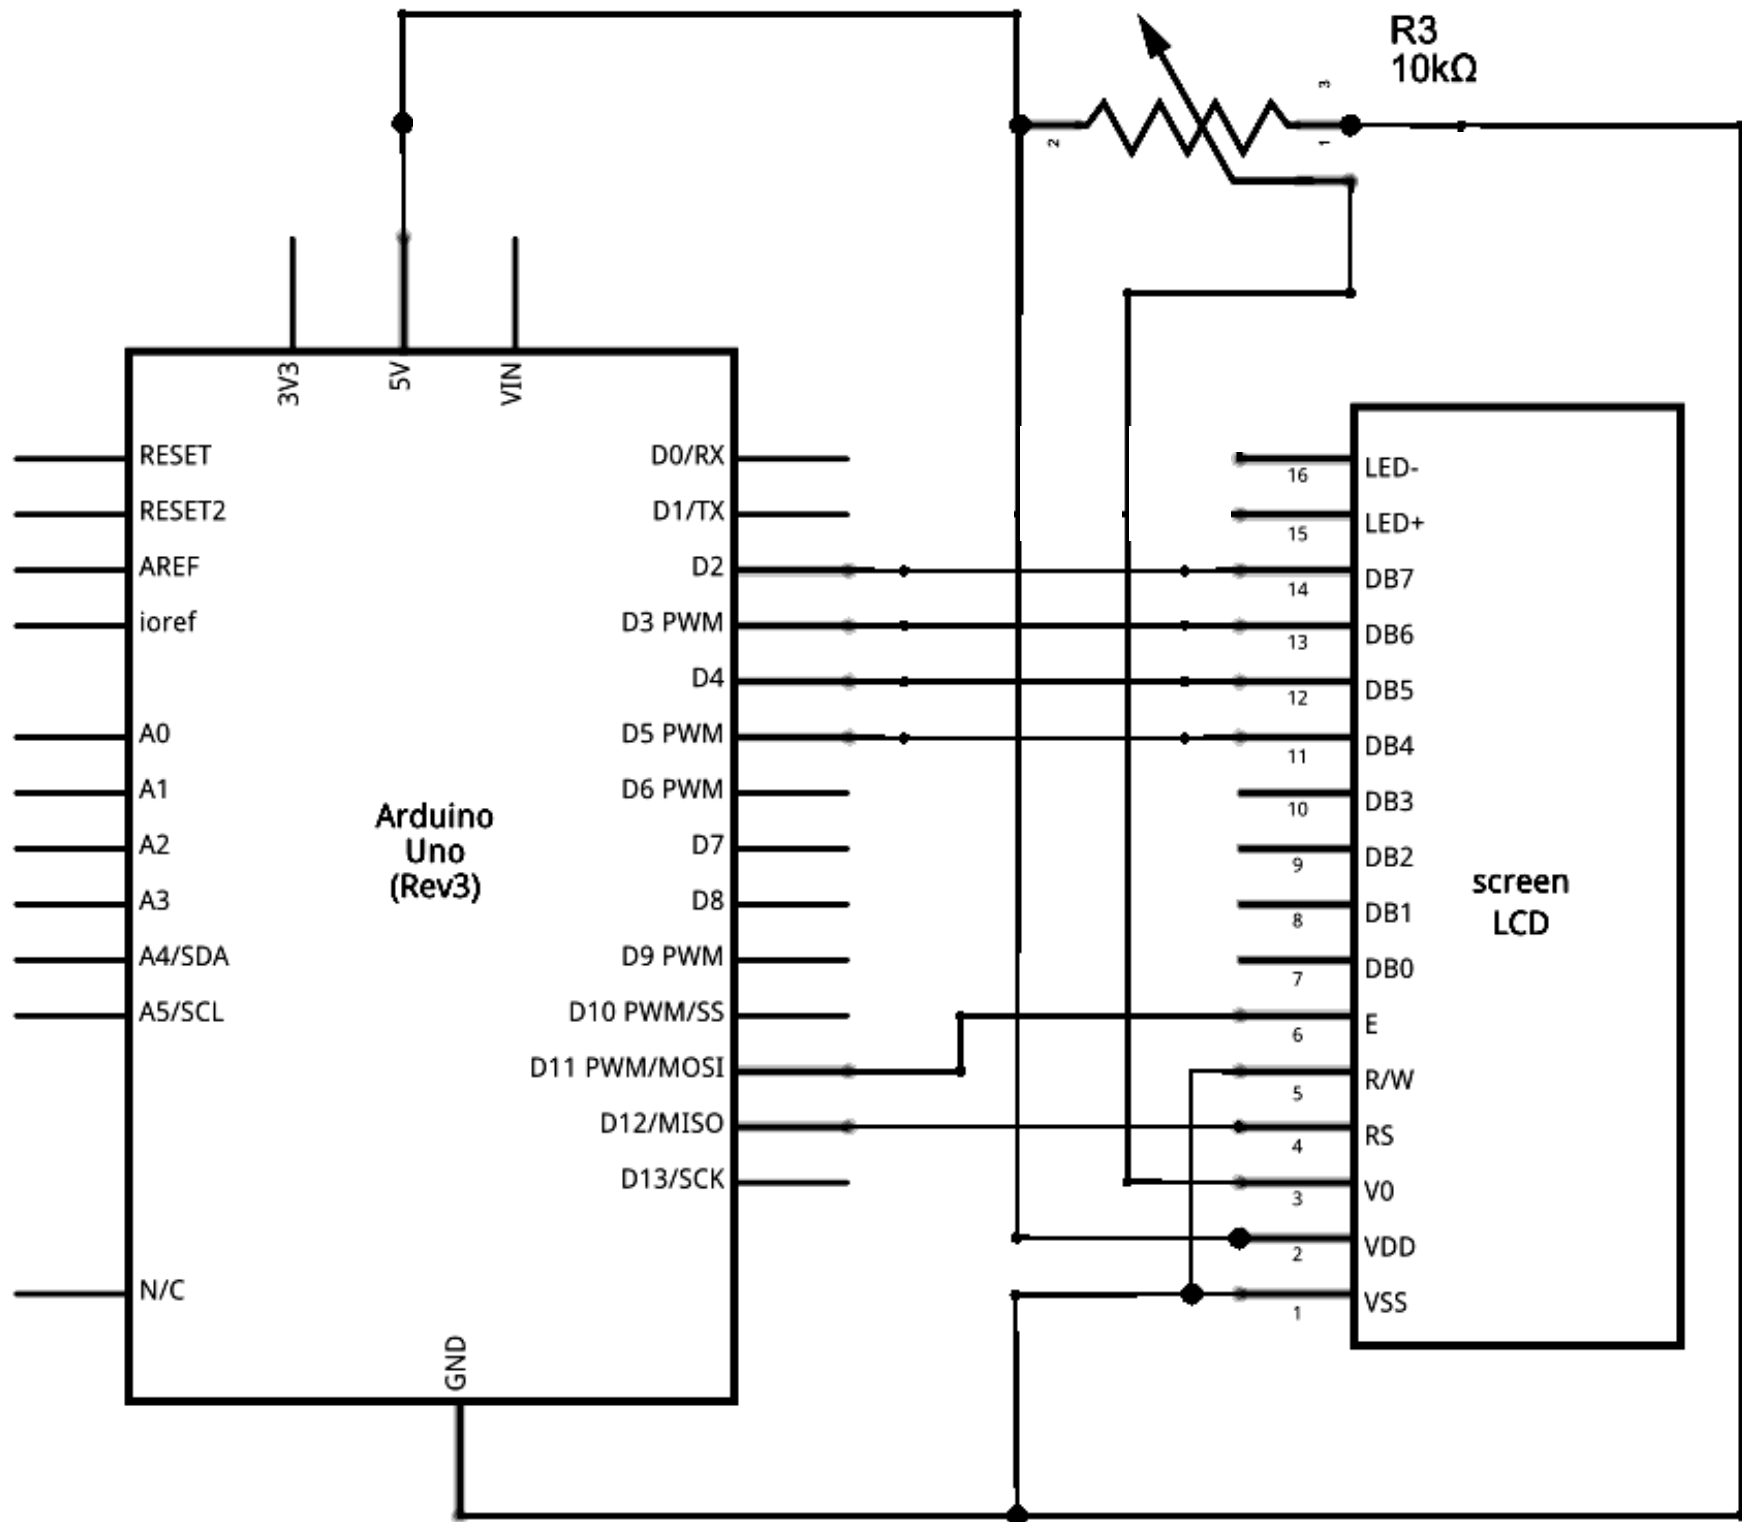 R3
10kΩ
3
2
1
3V3
5V
VIN
RESET
RESET2
AREF
ioref
A0
A1
A2
A3
A4/SDA
A5/SCL
N/C
Arduino
Uno
(Rev3)
GND
D0/RX
D1/TX
D2
D3 PWM
D4
D5 PWM
D6 PWM
D7
D8
D9 PWM
D10 PWM/SS
D11 PWM/MOSI
D12/MISO
D13/SCK
16 LED-
15 LED+
14 DB7
13 DB6
12 DB5
11 DB4
10 DB3
9 DB2
8 DB1
7 DB0
6 E
5 R/W
4 RS
3 V0
2 VDD
1 VSS
screen
LCD